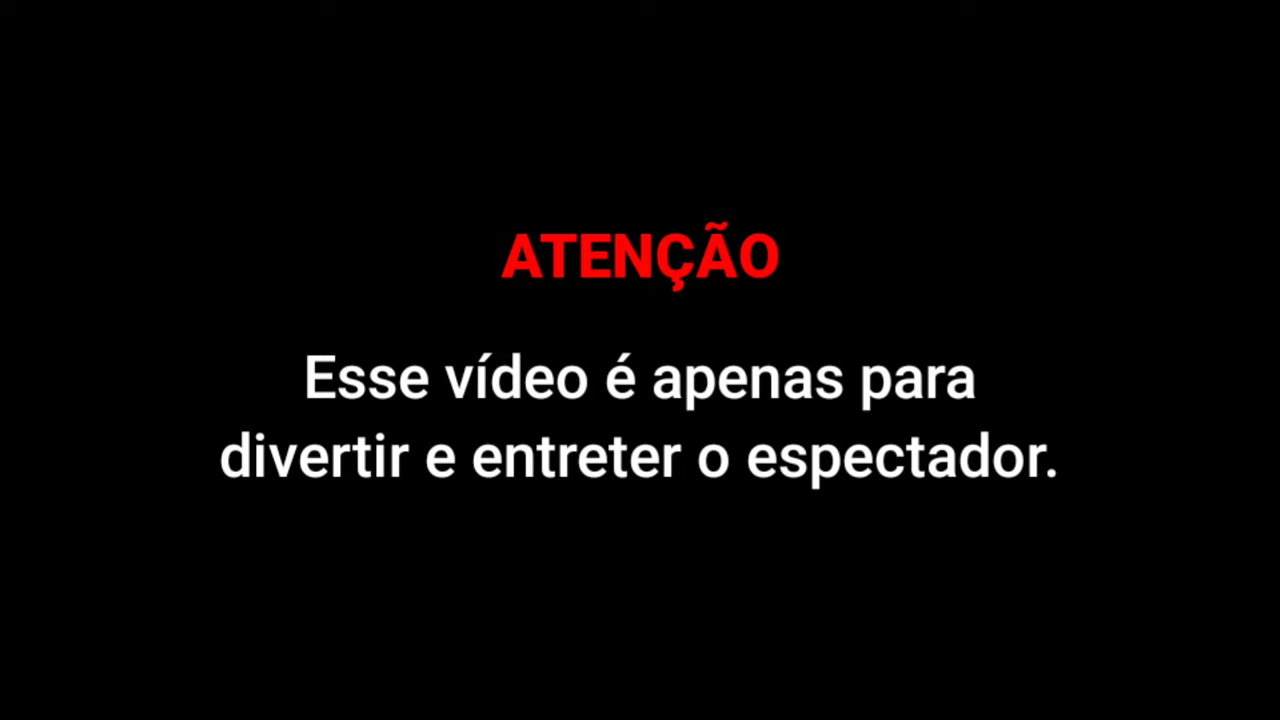 ATENÇÃO
Esse vídeo é apenas para
divertir e entreter o espectador.